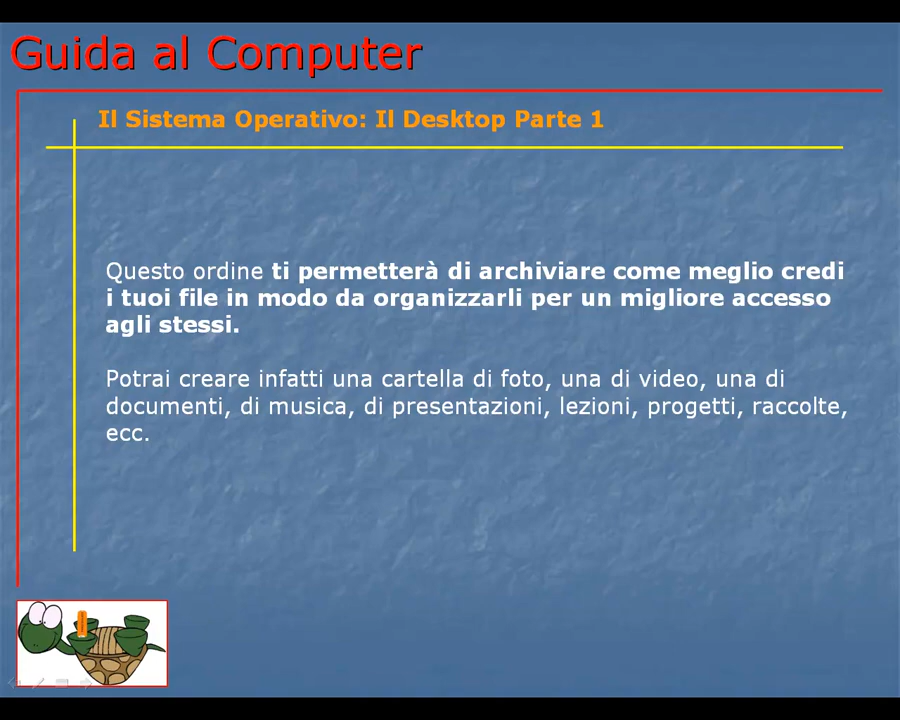 Guida al Computer
Il Sistema Operativo: Il Desktop Parte 1
Questo ordine ti permetterà di archiviare come meglio credi
i tuoi file in modo da organizzarli per un migliore accesso
agli stessi.
Potrai creare infatti una cartella di foto, una di video, una di
documenti, di musica, di presentazioni, lezioni, progetti, raccolte,
ecc.